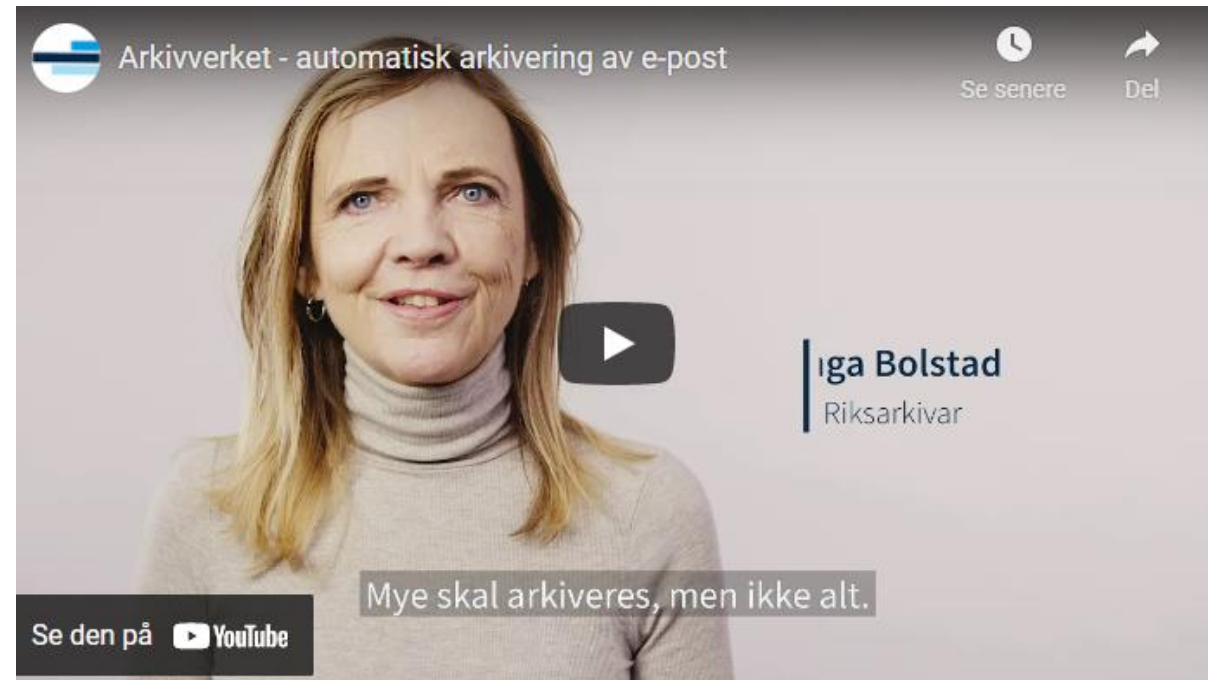 Arkivverket - automatisk arkivering av e-post
Se senere
Del
ga Bolstad
Riksarkivar
Mye skal arkiveres, men ikke alt.
Se den på YouTube